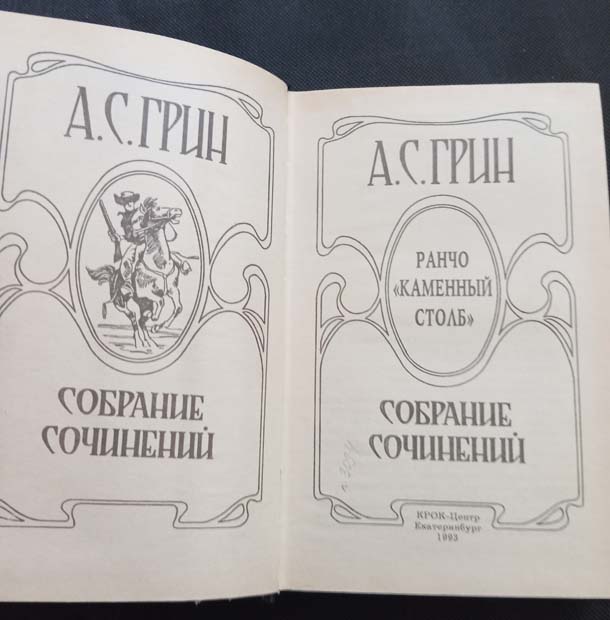 А.С.ГРИН
СОБРАНИЕ
СОЧИНЕНИЙ
А.С.ГРИН
РАНЧО
«КАМЕННЫЙ
СТОЛБ»
СОБРАНИЕ
СОЧИНЕНИЙ
КРОК-Центр
Екатеринбург
1993